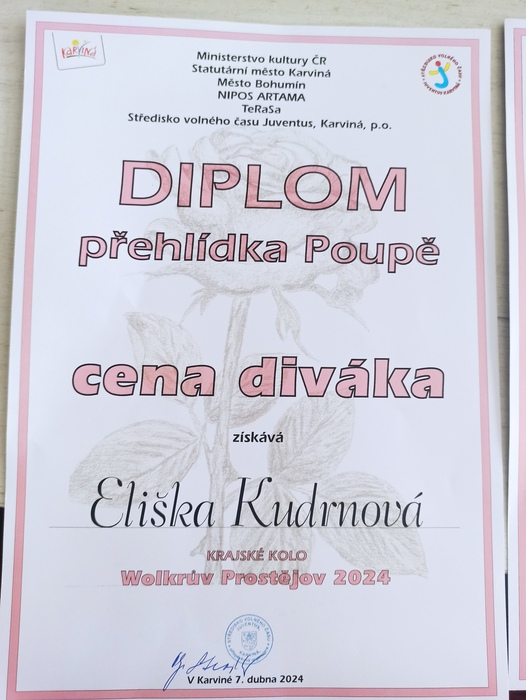 Karviná
Ministerstvo kultury ČR
Statutární město Karviná
Město Bohumín
NIPOS ARTAMA
TeRaSa
Středisko volného času Juventus, Karviná, p.o.
DIPLOM
přehlídka Poupě
cena diváka
získává
Eliška Kudrnová
KRAJSKÉ KOLO
Wolkrův Prostějov 2024
V Karviné 7. dubna 2024